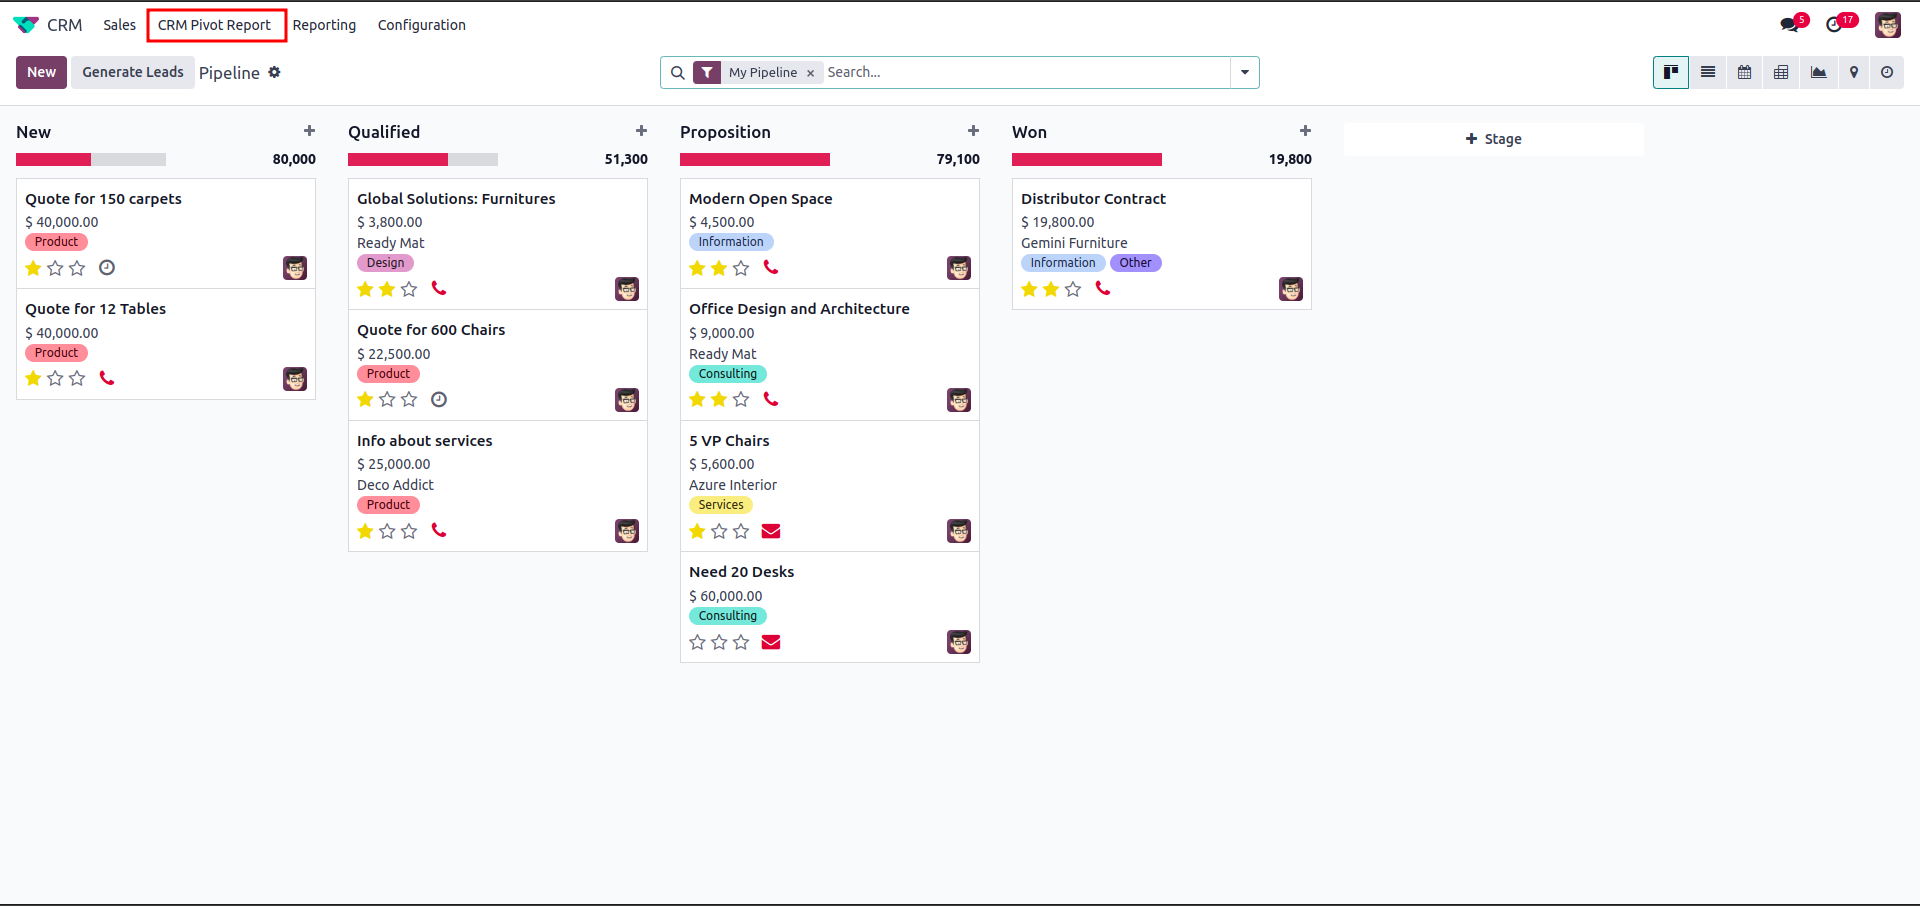 CRM Sales CRM Pivot Report Reporting Configuration 5 17
New Generate Leads Pipeline My Pipeline × Search...
New
80,000
Quote for 150 carpets
$ 40,000.00
Product
Quote for 12 Tables
$ 40,000.00
Product
Qualified
51,300
Global Solutions: Furnitures
$ 3,800.00
Ready Mat
Design
Quote for 600 Chairs
$ 22,500.00
Product
Info about services
$ 25,000.00
Deco Addict
Product
Proposition
79,100
Modern Open Space
$ 4,500.00
Information
Office Design and Architecture
$ 9,000.00
Ready Mat
Consulting
5 VP Chairs
$ 5,600.00
Azure Interior
Services
Need 20 Desks
$ 60,000.00
Consulting
Won
19,800
Distributor Contract
$ 19,800.00
Gemini Furniture
Information Other
+ Stage